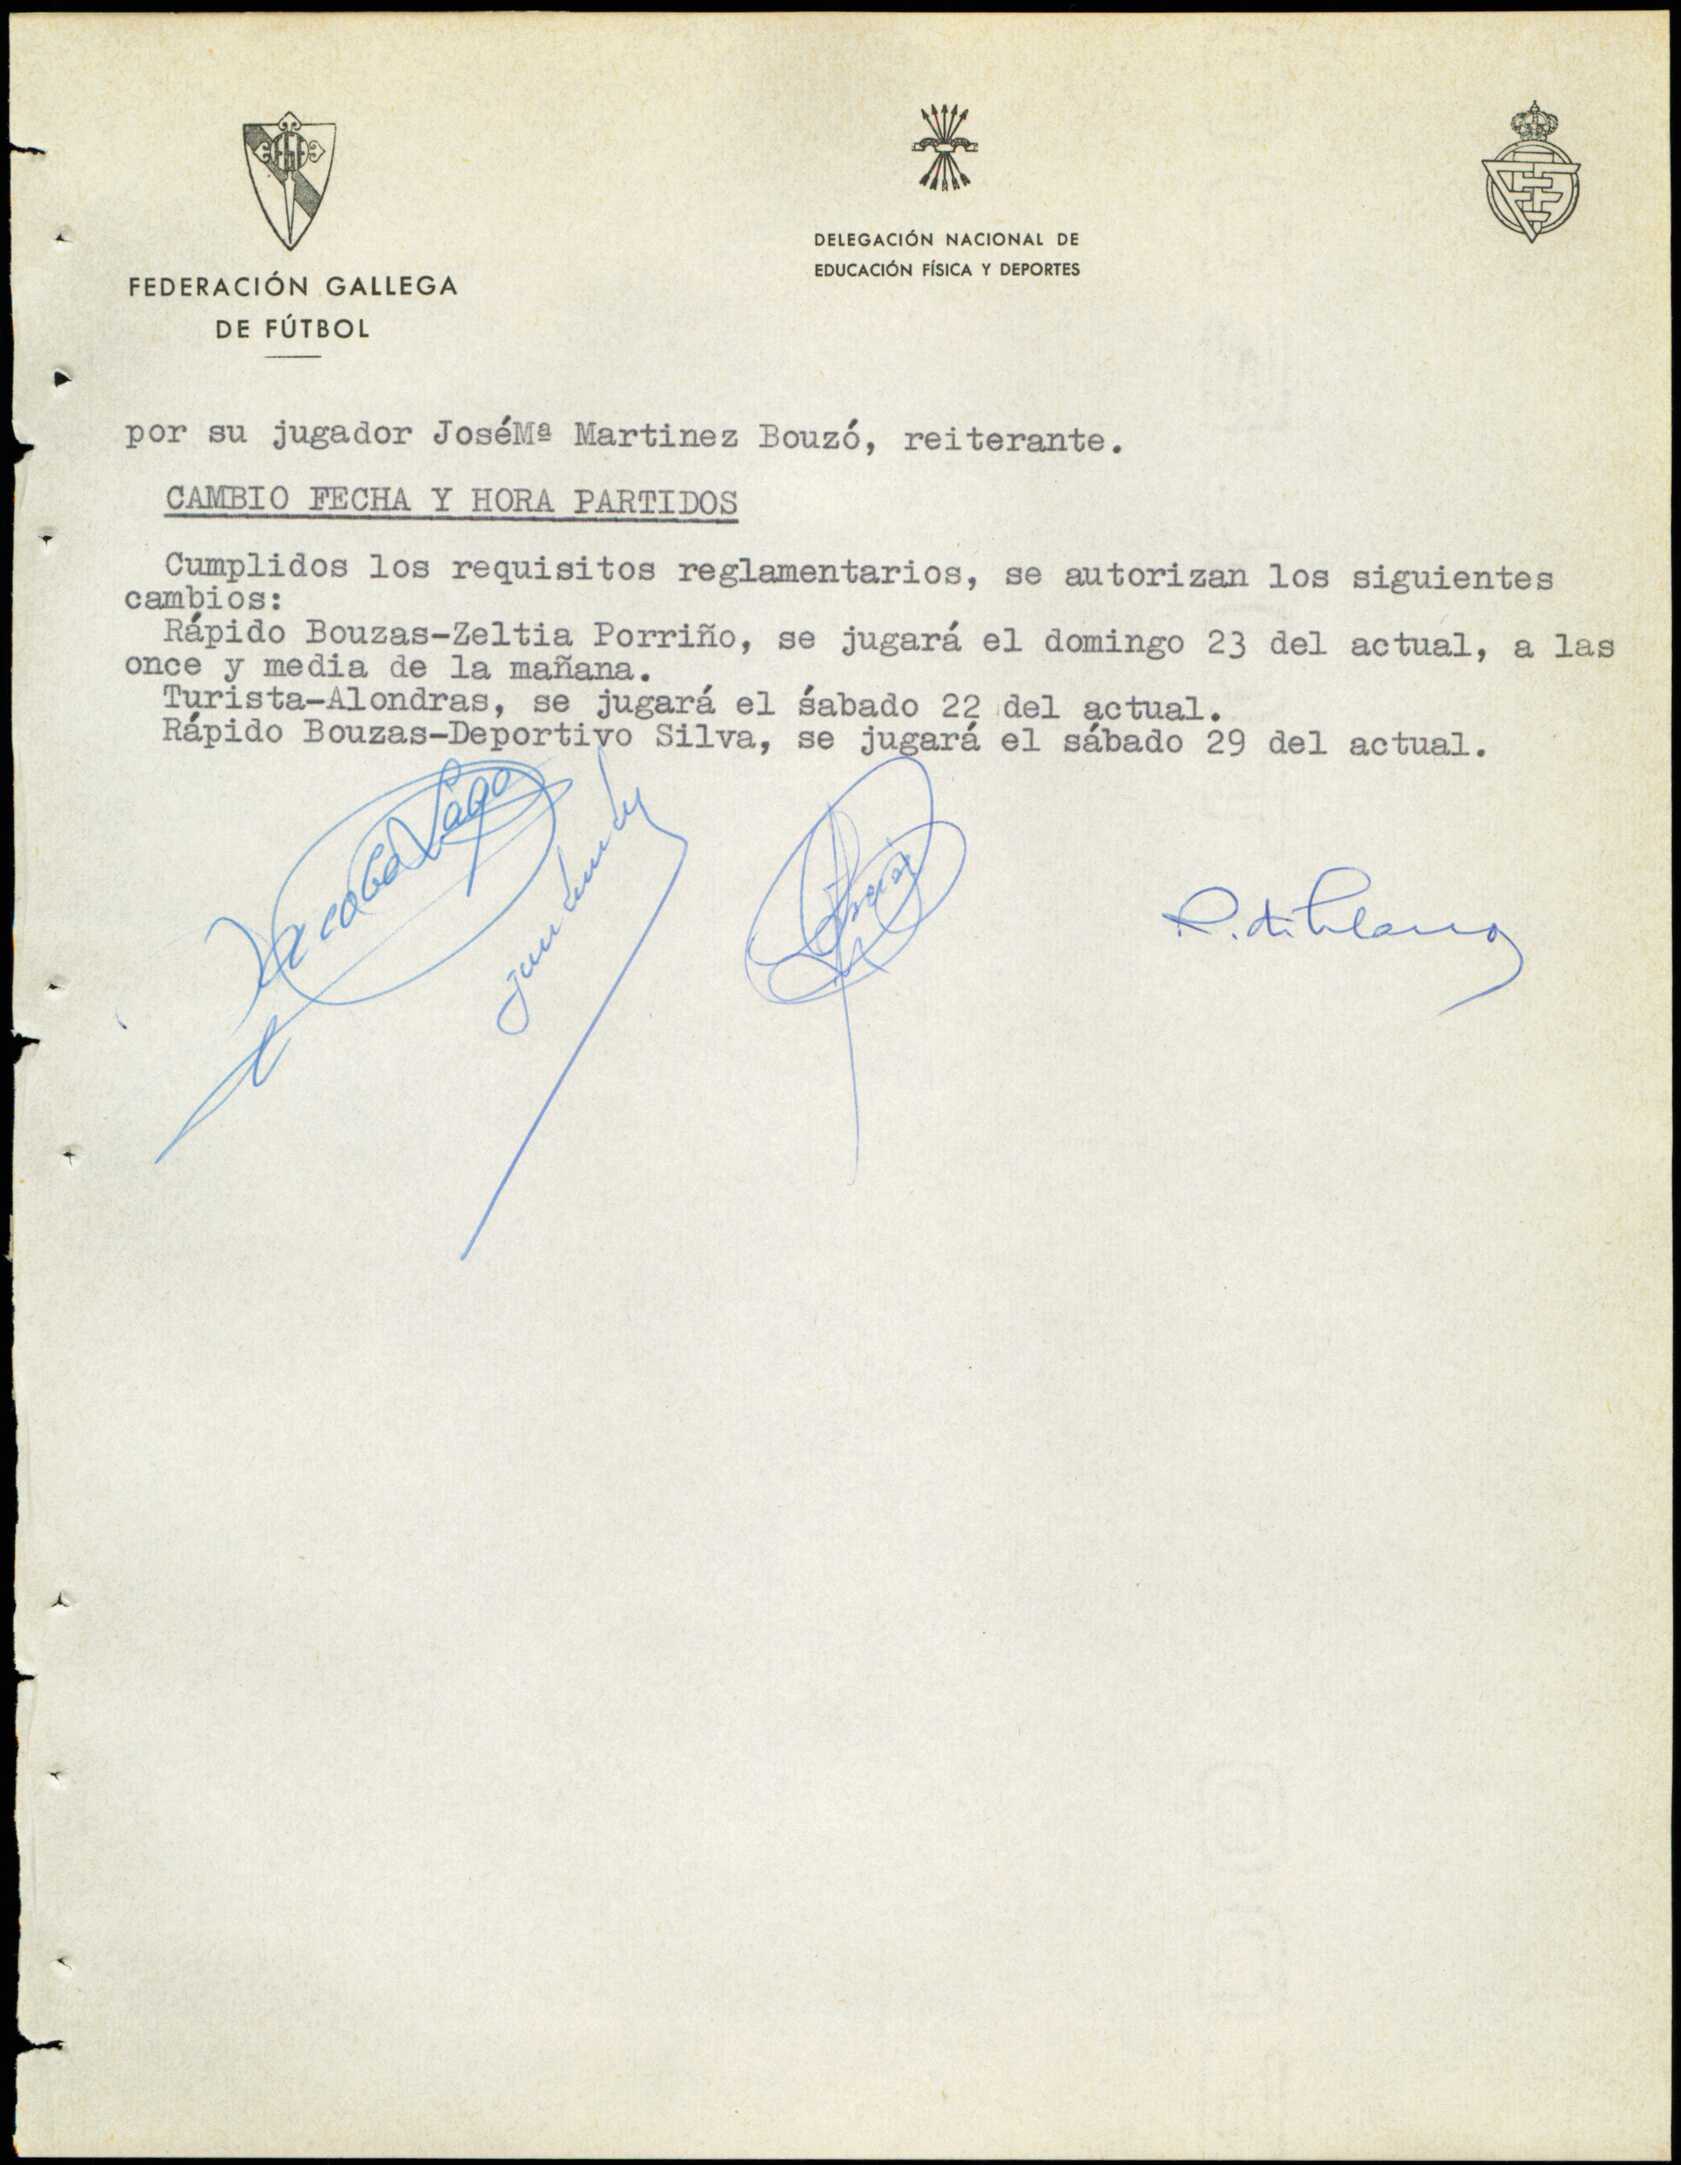 FEDERACIÓN GALLEGA
DE FÚTBOL
DELEGACIÓN NACIONAL DE
EDUCACIÓN FÍSICA Y DEPORTES
por su jugador JoséMª Martinez Bouzó, reiterante.
CAMBIO FECHA Y HORA PARTIDOS
Cumplidos los requisitos reglamentarios, se autorizan los siguientes
cambios:
Rápido Bouzas-Zeltia Porriño, se jugará el domingo 23 del actual, a las
once y media de la mañana.
Turista-Alondras, se jugará el śabado 22 del actual.
Rápido Bouzas-Deportivo Silva, se jugará el sábado 29 del actual.
Lago